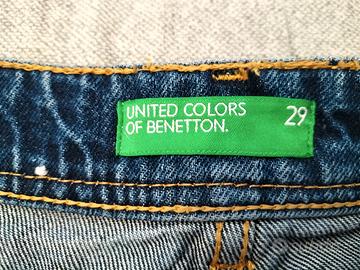 UNITED COLORS
OF BENETTON.
29